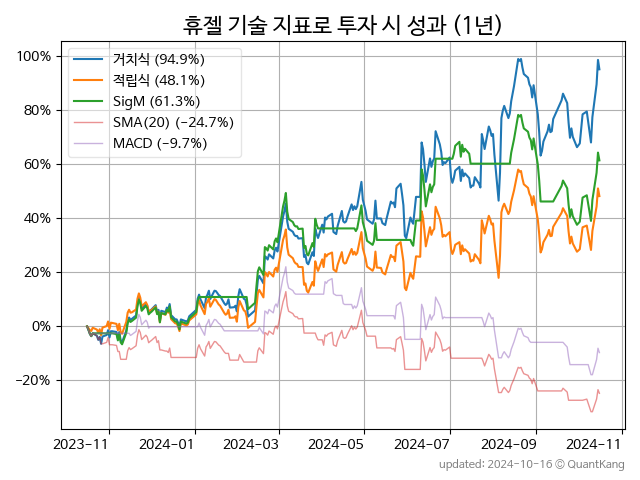 휴젤 기술 지표로 투자 시 성과 (1년)
거치식 (94.9%)
적립식 (48.1%)
SigM (61.3%)
SMA(20) (−24.7%)
MACD (−9.7%)
100%
80%
60%
40%
20%
0%
−20%
2023-11 2024-01 2024-03 2024-05 2024-07 2024-09 2024-11
updated: 2024-10-16 © QuantKang